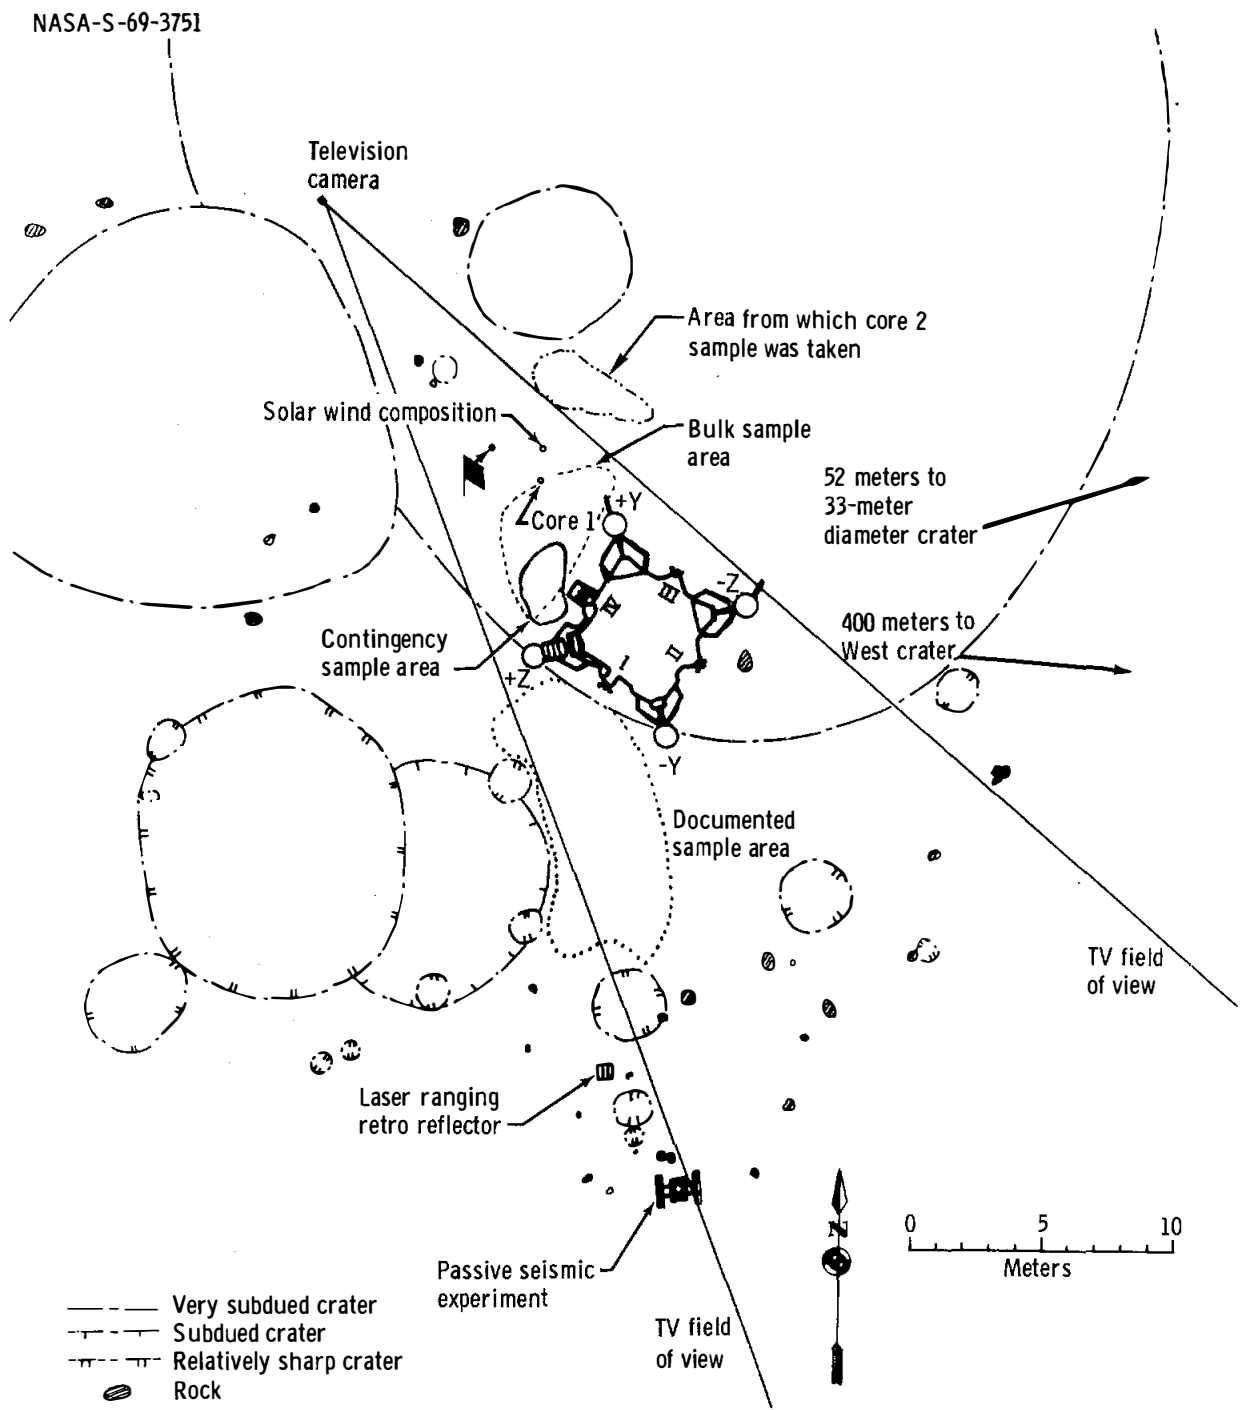 NASA-S-69-3751
Television
camera
Area from which core 2
sample was taken
Solar wind composition
Bulk sample
area
52 meters to
33-meter
diameter crater
+Y
Core 1
-Z
III
IV
400 meters to
West crater
Contingency
sample area
II
I
+Z
-Y
Documented
sample area
TV field
of view
Laser ranging
retro reflector
N
0 5 10
Meters
Passive seismic
experiment
TV field
of view
Very subdued crater
Subdued crater
Relatively sharp crater
Rock